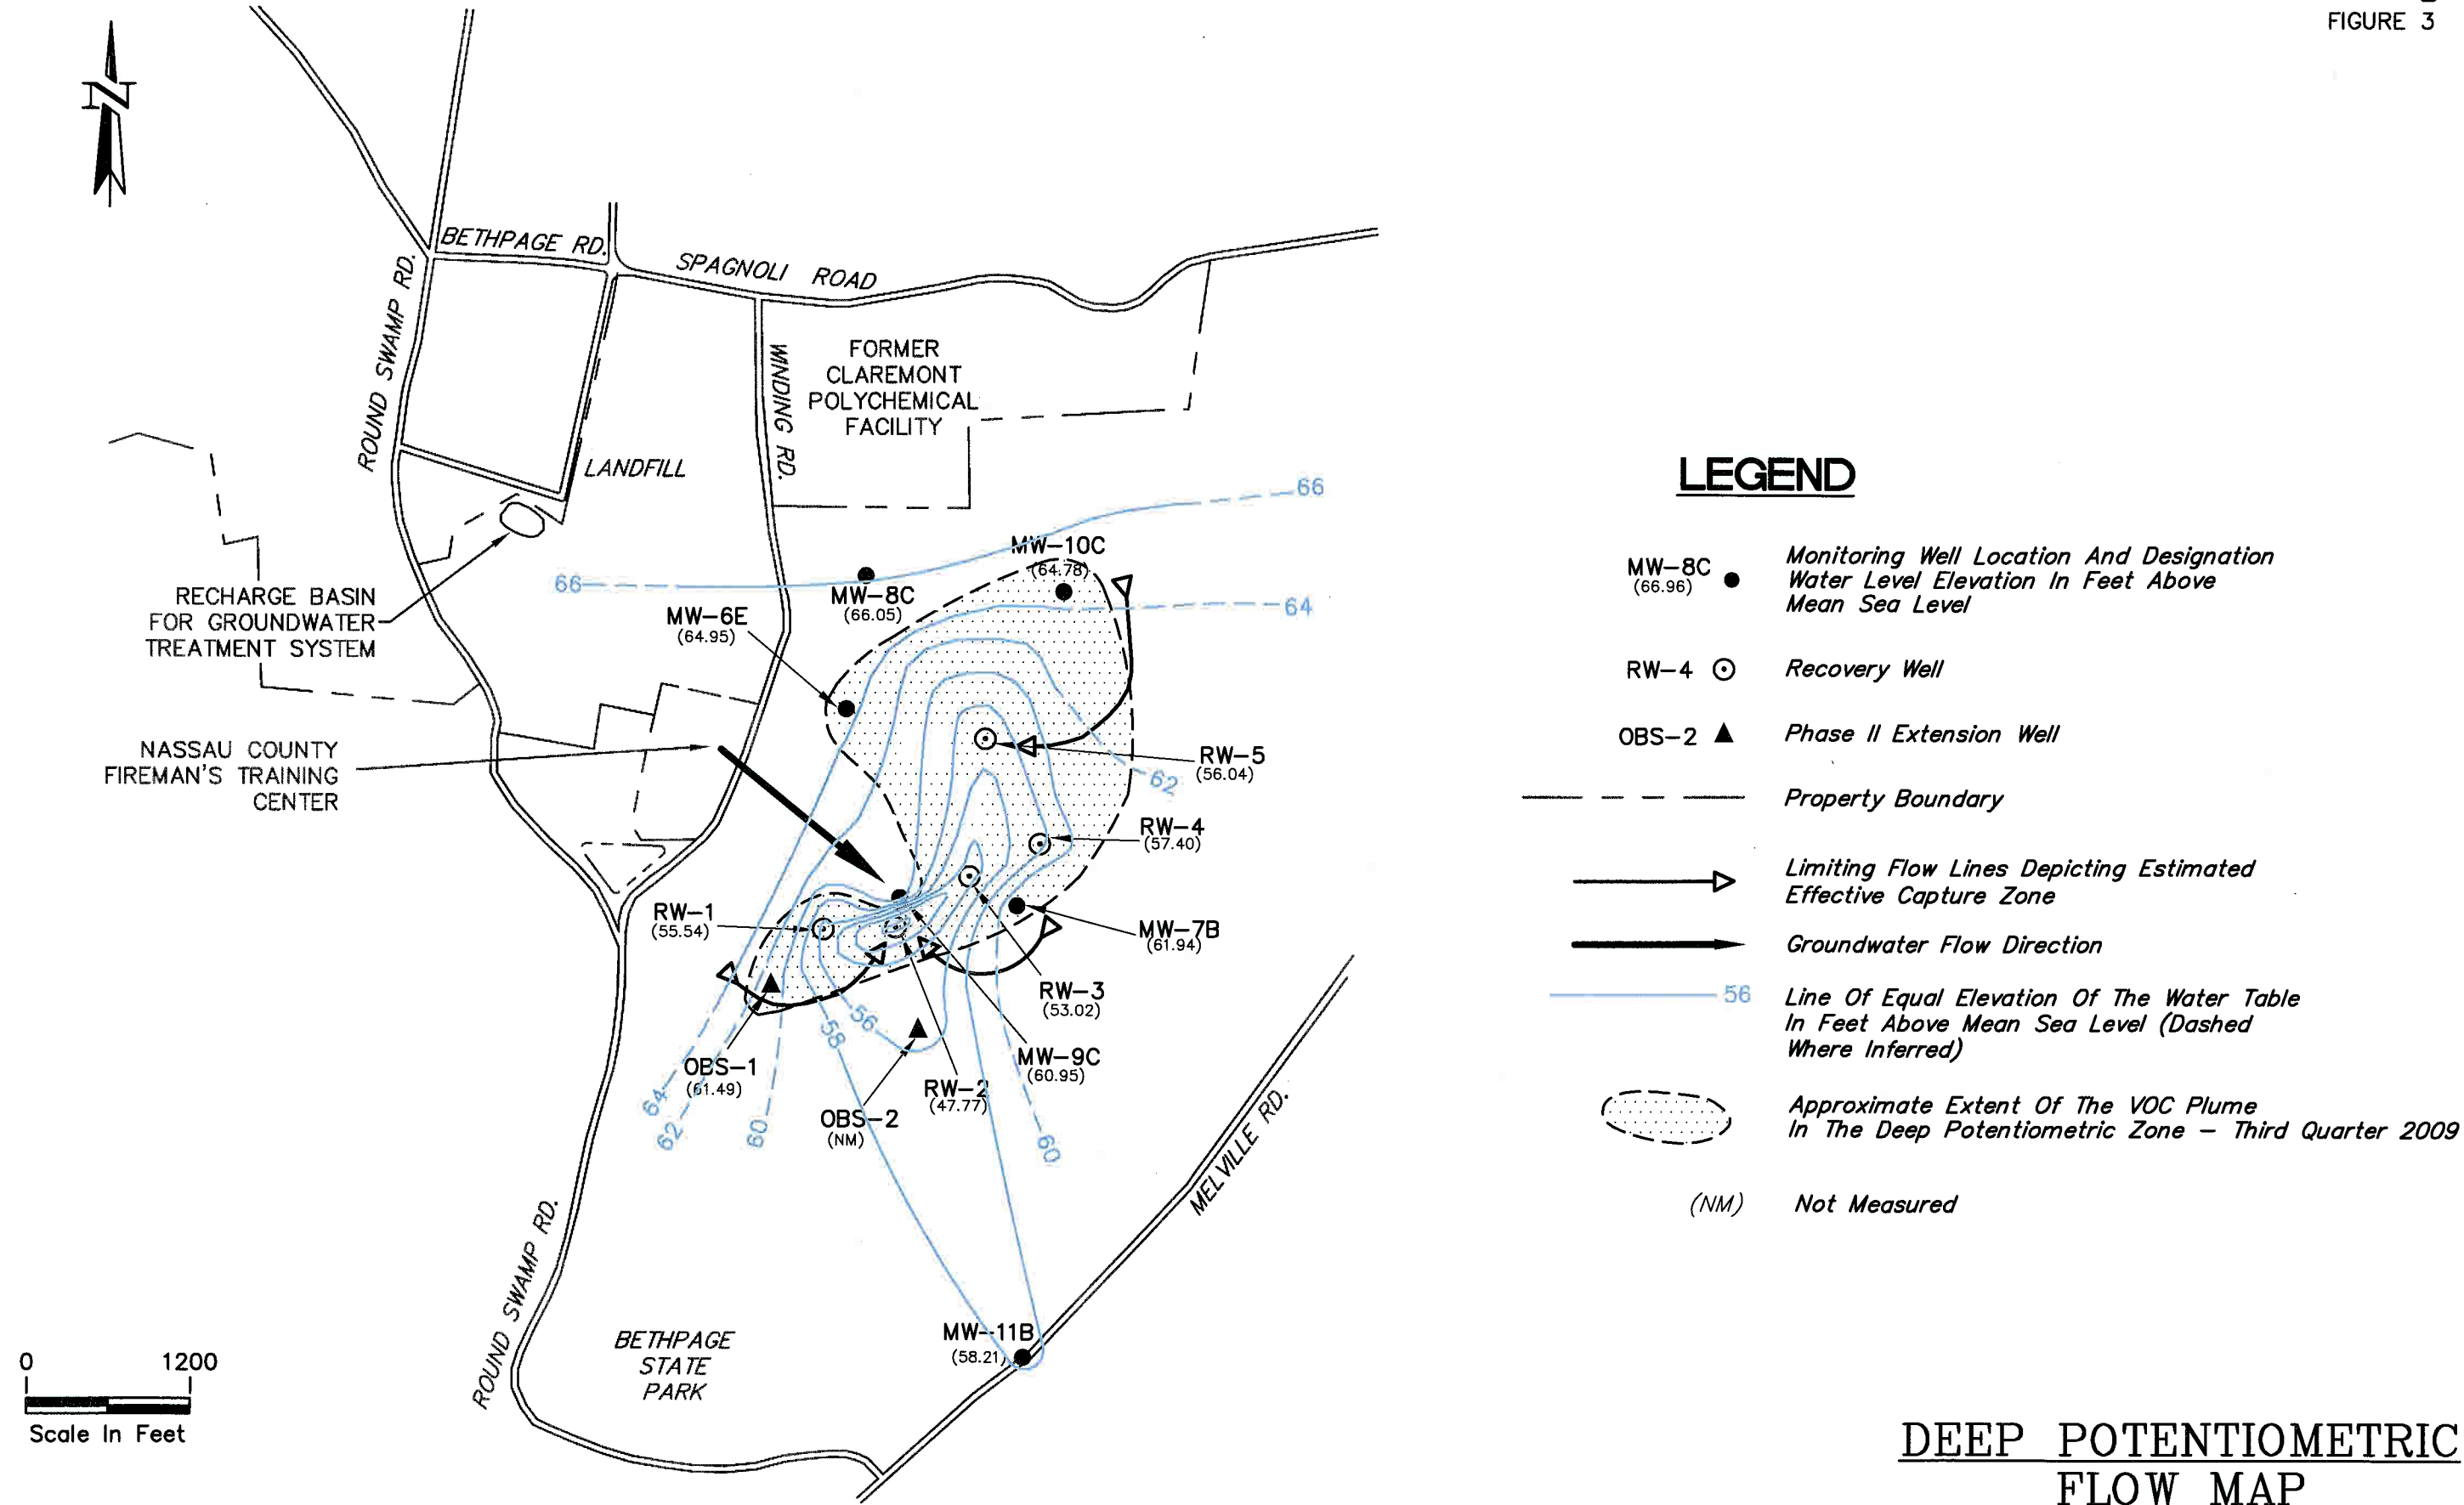 FIGURE 3
N
BETHPAGE RD.
SPAGNOLI ROAD
ROUND SWAMP RD.
WINDING RD.
FORMER
CLAREMONT
POLYCHEMICAL
FACILITY
LANDFILL
66
66
MW-10C
(64.78)
MW-8C
(66.05)
64
RECHARGE BASIN
FOR GROUNDWATER
TREATMENT SYSTEM
MW-6E
(64.95)
NASSAU COUNTY
FIREMAN'S TRAINING
CENTER
RW-5
(56.04)
62
RW-4
(57.40)
RW-1
(55.54)
MW-7B
(61.94)
RW-3
(53.02)
56
58
MW-9C
(60.95)
OBS-1
(61.49)
RW-2
(47.77)
OBS-2
(NM)
64
62
60
60
MELVILLE RD.
ROUND SWAMP RD.
MW-11B
(58.21)
BETHPAGE
STATE
PARK
0 1200
Scale In Feet
LEGEND
MW-8C
(66.96)
Monitoring Well Location And Designation
Water Level Elevation In Feet Above
Mean Sea Level
RW-4
Recovery Well
OBS-2
Phase II Extension Well
Property Boundary
Limiting Flow Lines Depicting Estimated
Effective Capture Zone
Groundwater Flow Direction
56
Line Of Equal Elevation Of The Water Table
In Feet Above Mean Sea Level (Dashed
Where Inferred)
Approximate Extent Of The VOC Plume
In The Deep Potentiometric Zone – Third Quarter 2009
(NM) Not Measured
DEEP POTENTIOMETRIC
FLOW MAP